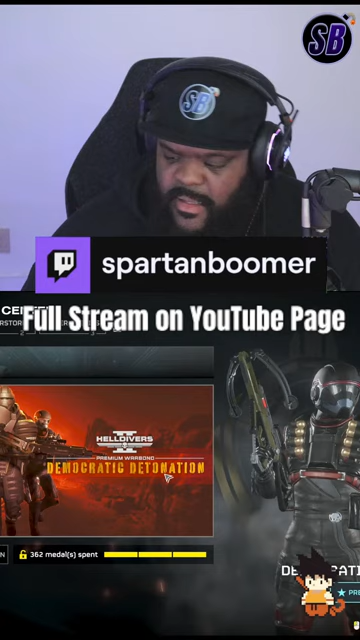 SB
SB
spartanboomer
Full Stream on YouTube Page
HELLDIVERS
II
PREMIUM WARBOND
DEMOCRATIC DETONATION
362 medal(s) spent